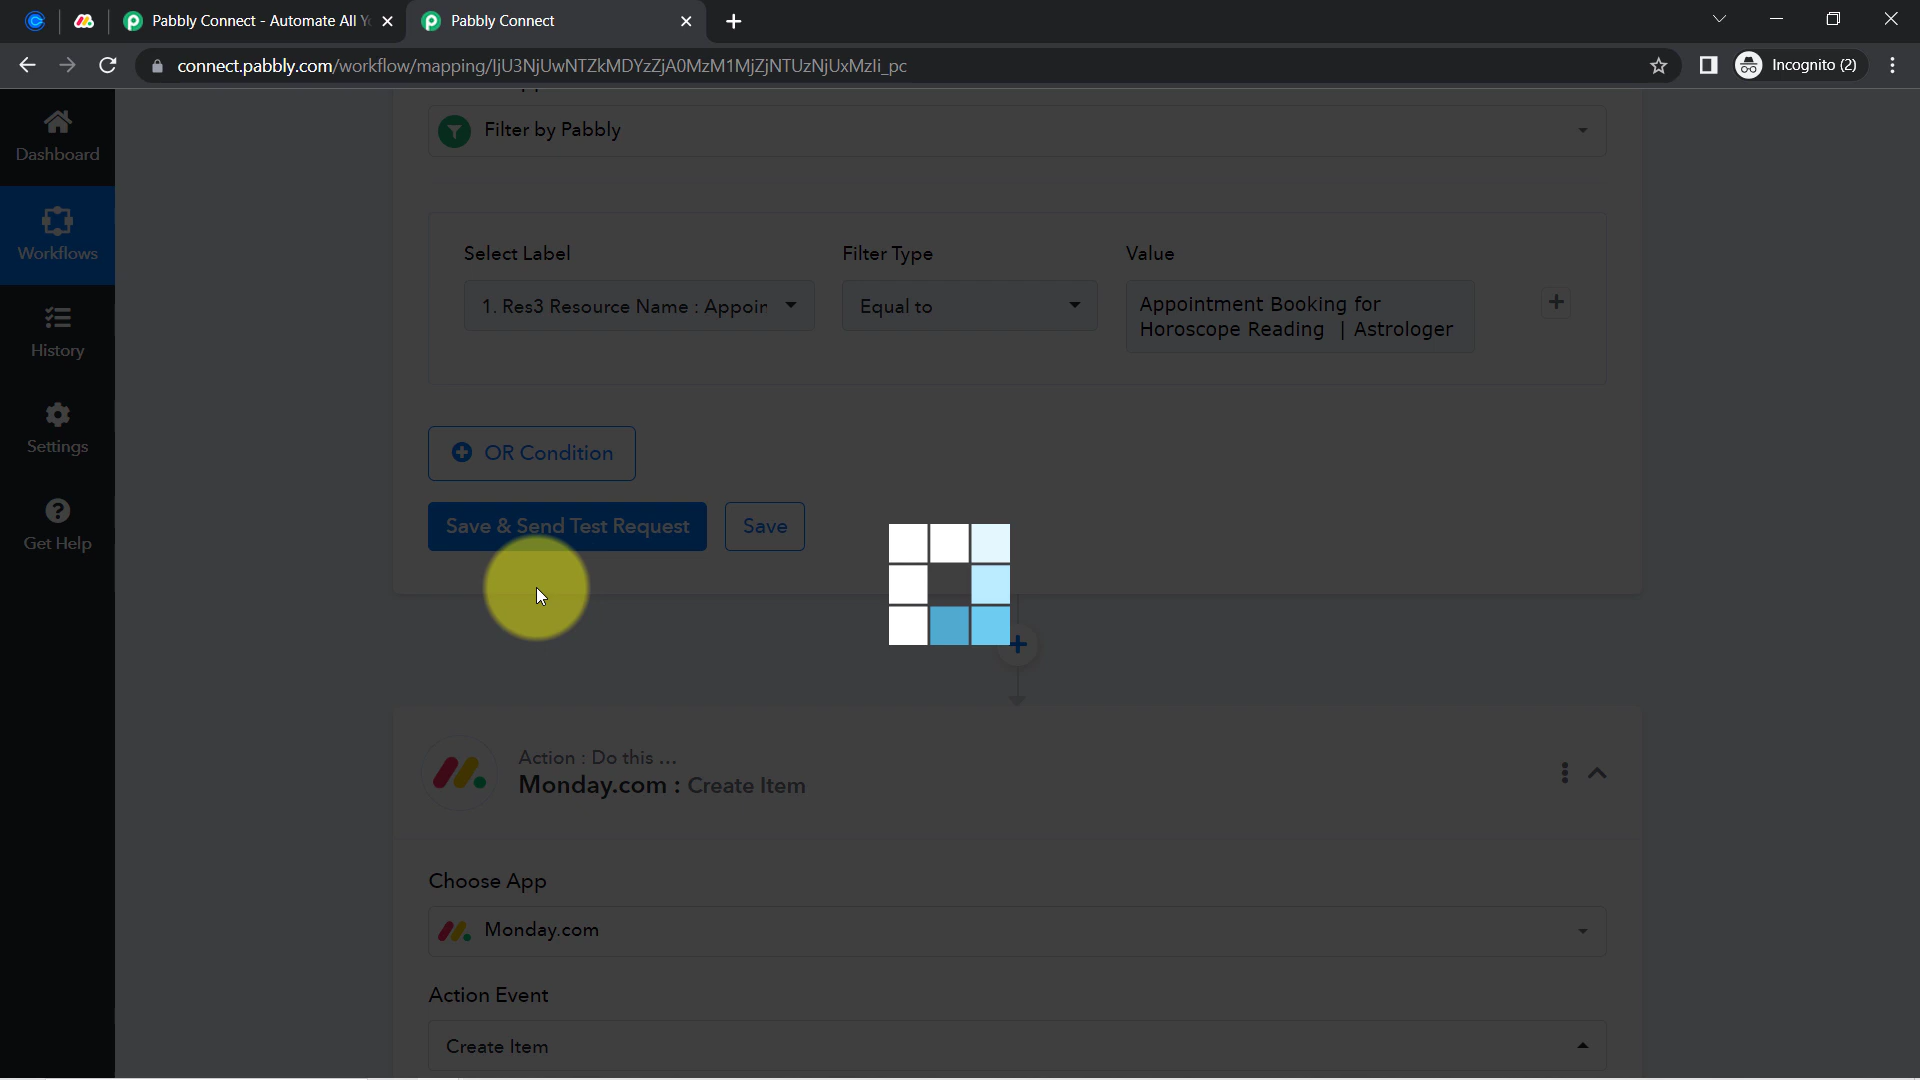 Pabbly Connect - Automate All Y
Pabbly Connect
connect.pabbly.com/workflow/mapping/IjU3NjUwNTZkMDYzZjA0MzM1MjZjNTUzNjUxMzIi_pc
Incognito (2)
Dashboard
Workflows
History
Settings
Get Help
Filter by Pabbly
Select Label
Filter Type
Value
1. Res3 Resource Name : Appoin
Equal to
Appointment Booking for
Horoscope Reading | Astrologer
OR Condition
Save & Send Test Request
Save
Action : Do this ...
Monday.com : Create Item
Choose App
Monday.com
Action Event
Create Item